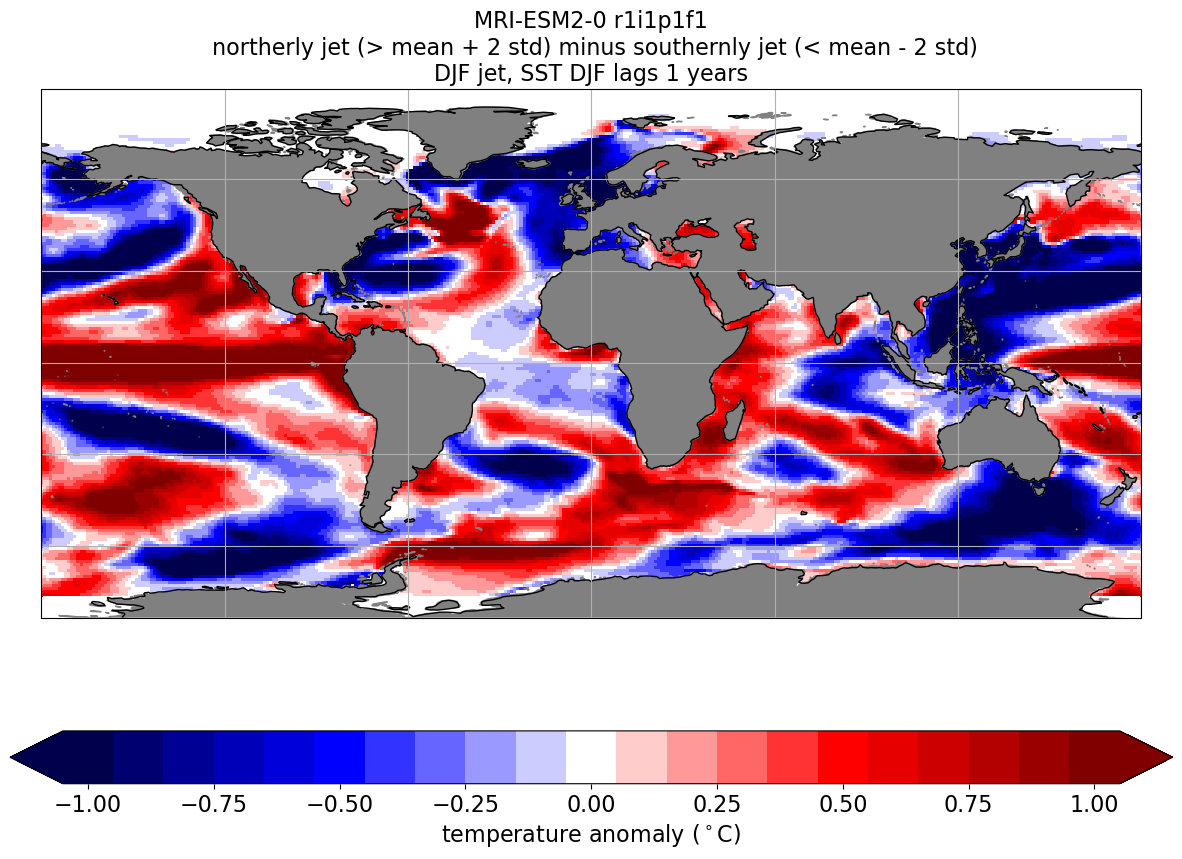 MRI-ESM2-0 r1i1p1f1
northerly jet (> mean + 2 std) minus southernly jet (< mean - 2 std)
DJF jet, SST DJF lags 1 years
−1.00 −0.75 −0.50 −0.25 0.00 0.25 0.50 0.75 1.00
temperature anomaly (°C)